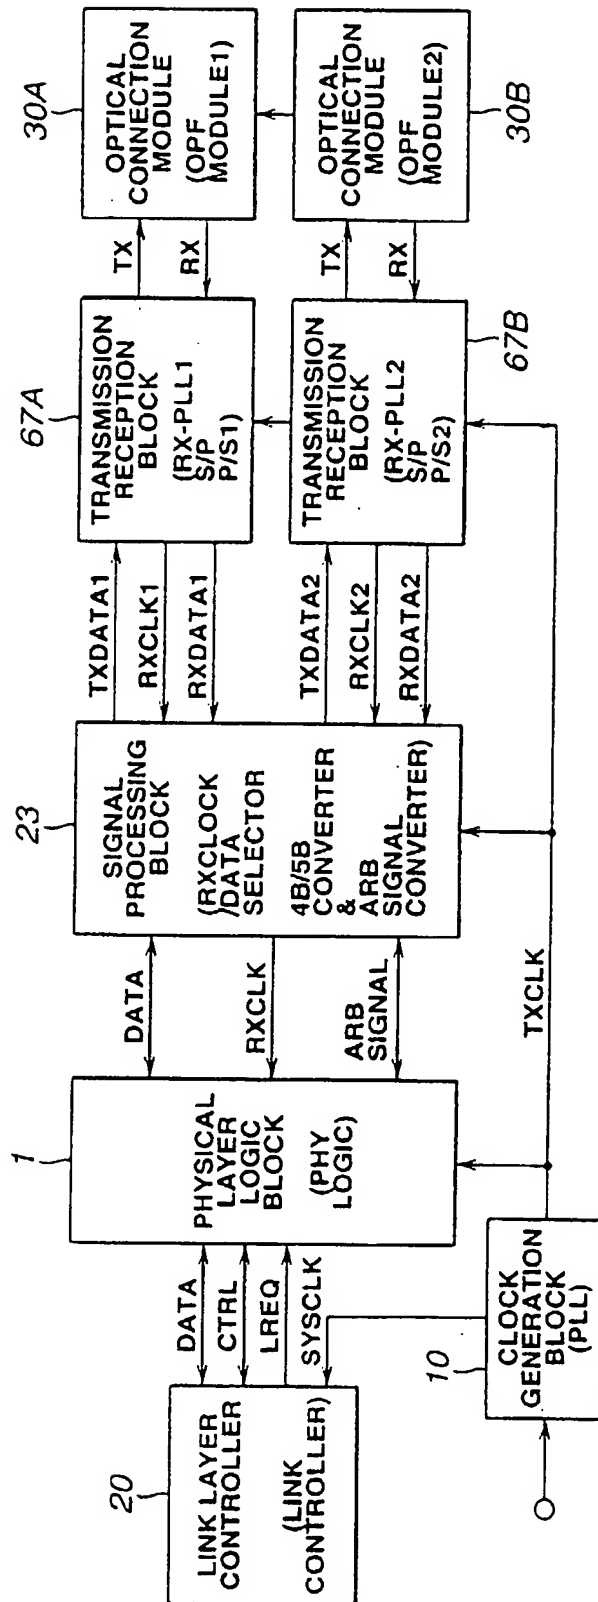 20
LINK LAYER
CONTROLLER
(LINK
CONTROLLER)
DATA
CTRL
LREQ
SYSCLK
1
PHYSICAL
LAYER
LOGIC
BLOCK
(PHY
LOGIC)
10
CLOCK
GENERATION
BLOCK
(PLL)
DATA
RXCLK
ARB
SIGNAL
TXCLK
23
SIGNAL
PROCESSING
BLOCK
(RXCLOCK
/DATA
SELECTOR
4B/5B
CONVERTER
&
ARB
SIGNAL
CONVERTER)
TXDATA1
RXCLK1
RXDATA1
TXDATA2
RXCLK2
RXDATA2
67A
TRANSMISSION
RECEPTION
BLOCK
(RX-PLL1
S/P
P/S1)
67B
TRANSMISSION
RECEPTION
BLOCK
(RX-PLL2
S/P
P/S2)
TX
RX
TX
RX
30A
OPTICAL
CONNECTION
MODULE
(OPF
MODULE1)
30B
OPTICAL
CONNECTION
MODULE
(OPF
MODULE2)